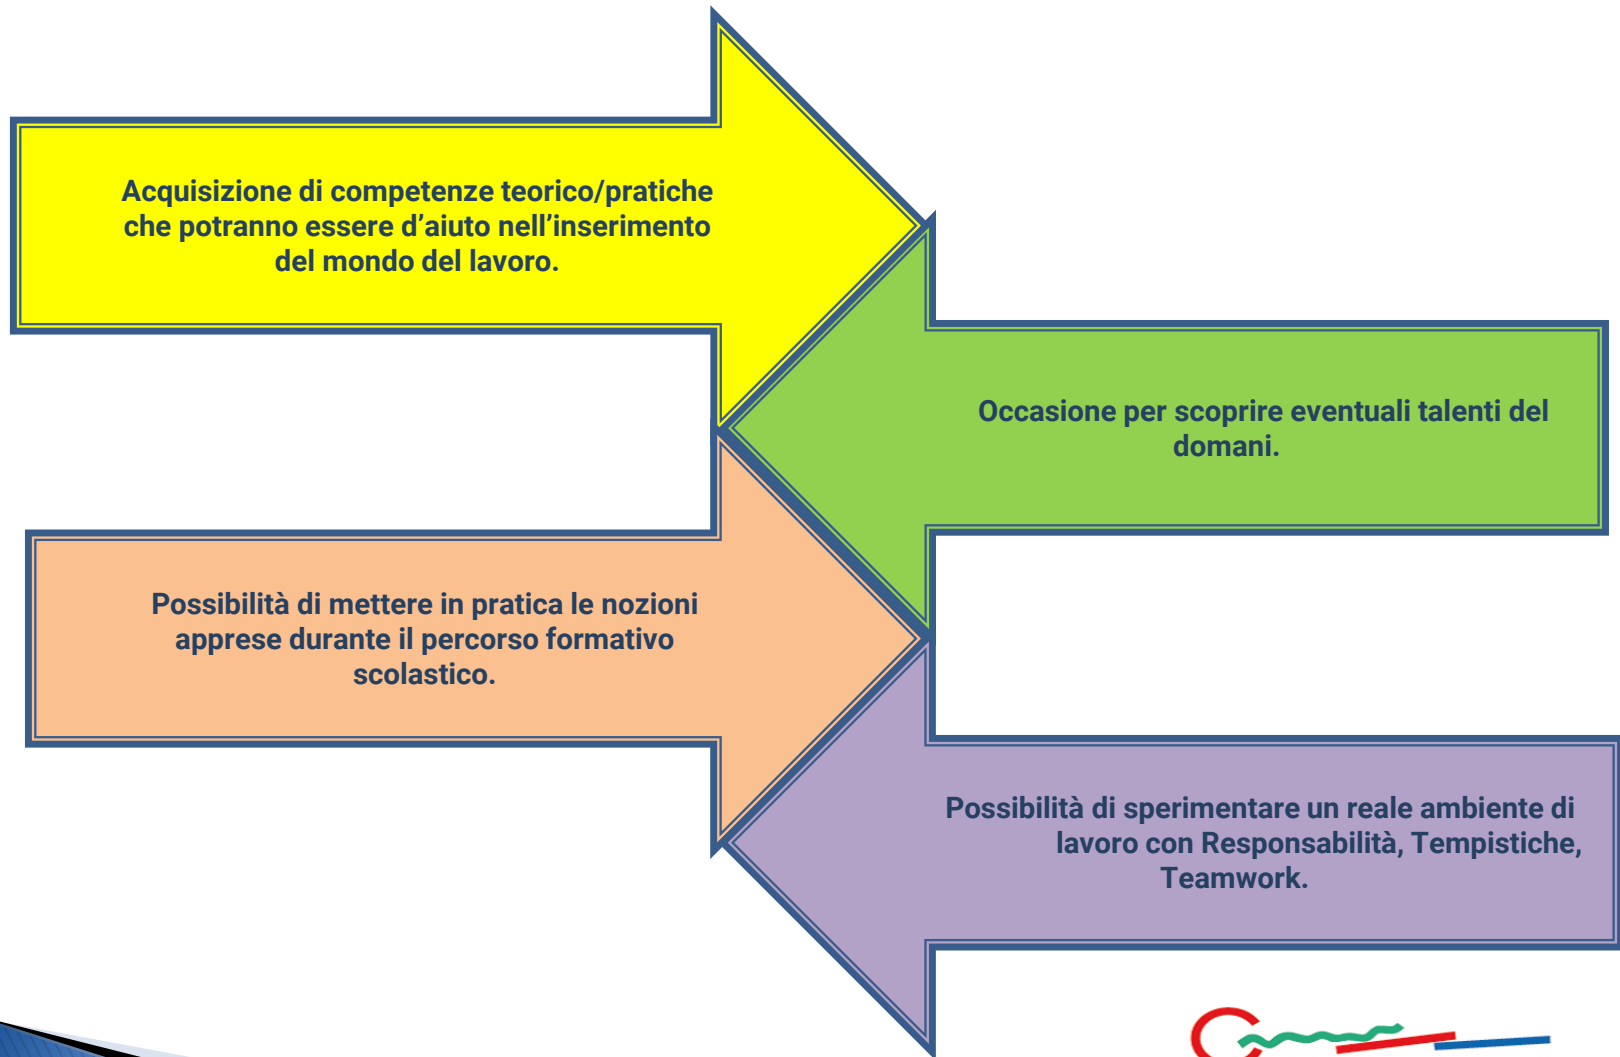 Acquisizione di competenze teorico/pratiche
che potranno essere d’aiuto nell’inserimento
del mondo del lavoro.
Occasione per scoprire eventuali talenti del
domani.
Possibilità di mettere in pratica le nozioni
apprese durante il percorso formativo
scolastico.
Possibilità di sperimentare un reale ambiente di
lavoro con Responsabilità, Tempistiche,
Teamwork.